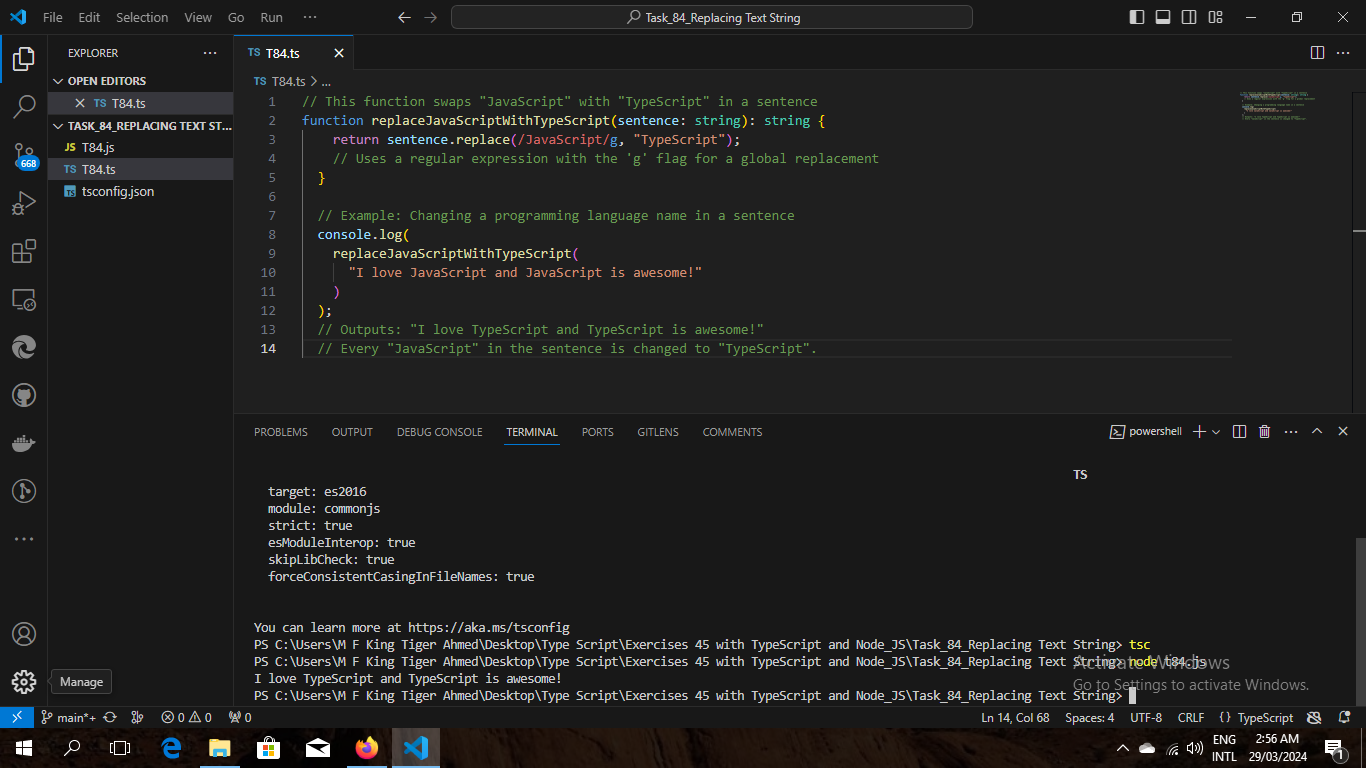 File Edit Selection View Go Run ···
Task_84_Replacing Text String
EXPLORER
OPEN EDITORS
TS T84.ts
TASK_84_REPLACING TEXT ST...
JS T84.js
TS T84.ts
TS tsconfig.json
668
TS T84.ts
TS T84.ts > ...
1 // This function swaps "JavaScript" with "TypeScript" in a sentence
2 function replaceJavaScriptWithTypeScript(sentence: string): string {
3 return sentence.replace(/JavaScript/g, "TypeScript");
4 // Uses a regular expression with the 'g' flag for a global replacement
5 }
6
7 // Example: Changing a programming language name in a sentence
8 console.log(
9 replaceJavaScriptWithTypeScript(
10 "I love JavaScript and JavaScript is awesome!"
11 )
12 );
13 // Outputs: "I love TypeScript and TypeScript is awesome!"
14 // Every "JavaScript" in the sentence is changed to "TypeScript".
PROBLEMS OUTPUT DEBUG CONSOLE TERMINAL PORTS GITLENS COMMENTS
powershell
TS
target: es2016
module: commonjs
strict: true
esModuleInterop: true
skipLibCheck: true
forceConsistentCasingInFileNames: true
You can learn more at https://aka.ms/tsconfig
PS C:\Users\M F King Tiger Ahmed\Desktop\Type Script\Exercises 45 with TypeScript and Node_JS\Task_84_Replacing Text String> tsc
PS C:\Users\M F King Tiger Ahmed\Desktop\Type Script\Exercises 45 with TypeScript and Node_JS\Task_84_Replacing Text String> node t84.js
I love TypeScript and TypeScript is awesome!
PS C:\Users\M F King Tiger Ahmed\Desktop\Type Script\Exercises 45 with TypeScript and Node_JS\Task_84_Replacing Text String>
Activate Windows
Go to Settings to activate Windows.
Manage
main*+ 0 0 0
Ln 14, Col 68 Spaces: 4 UTF-8 CRLF {} TypeScript
ENG
INTL
2:56 AM
29/03/2024
1